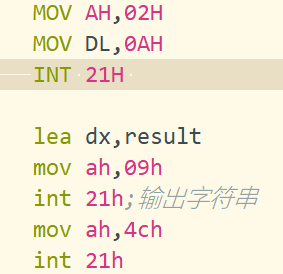 MOV AH,02H
MOV DL,0AH
INT 21H
lea dx,result
mov ah,09h
int 21h;输出字符串
mov ah,4ch
int 21h